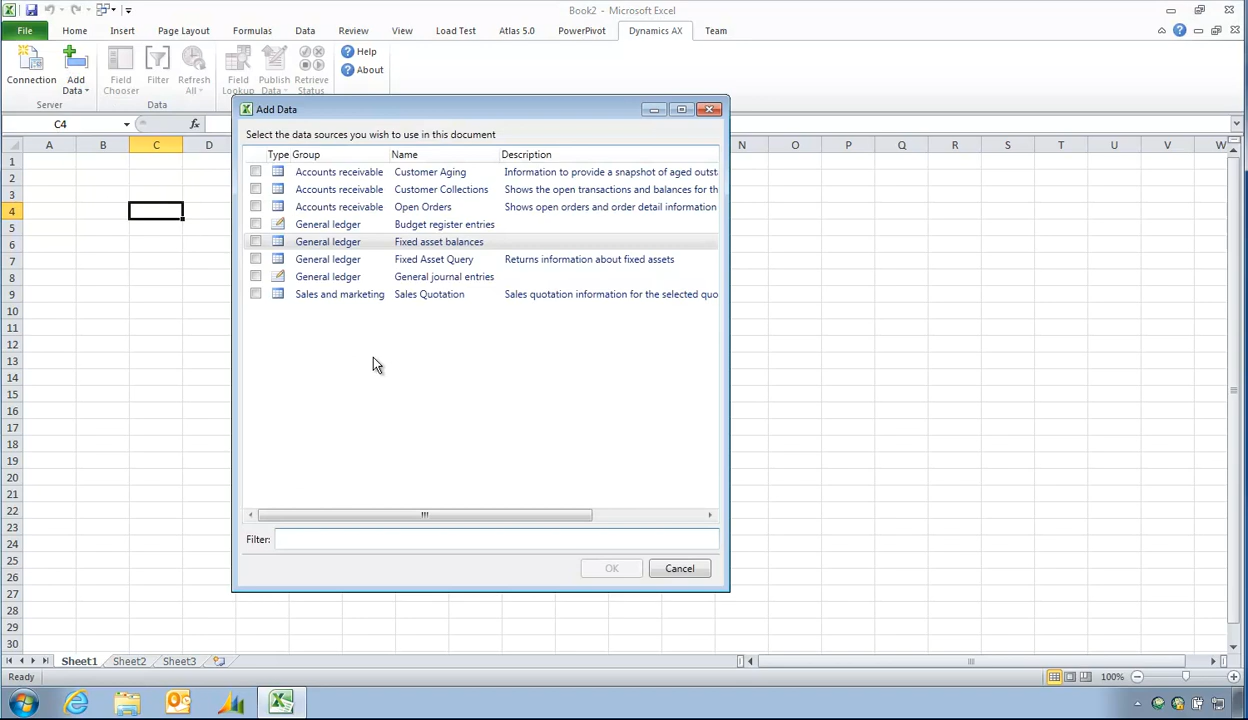 Book2 - Microsoft Excel
File Home Insert Page Layout Formulas Data Review View Load Test Atlas 5.0 PowerPivot Dynamics AX Team
Connection
Add
Data
Field
Chooser
Filter
Refresh
All
Field
Lookup
Publish
Data
Retrieve
Status
Help
About
Server
Data
C4
fx
A B C D N O P Q R S T U V W
1
2
3
4
5
6
7
8
9
10
11
12
13
14
15
16
17
18
19
20
21
22
23
24
25
26
27
28
29
30
Add Data
Select the data sources you wish to use in this document
Type Group Name Description
Accounts receivable Customer Aging Information to provide a snapshot of aged outst
Accounts receivable Customer Collections Shows the open transactions and balances for th
Accounts receivable Open Orders Shows open orders and order detail information
General ledger Budget register entries
General ledger Fixed asset balances
General ledger Fixed Asset Query Returns information about fixed assets
General ledger General journal entries
Sales and marketing Sales Quotation Sales quotation information for the selected quo
Filter:
OK Cancel
Sheet1 Sheet2 Sheet3
Ready
100%